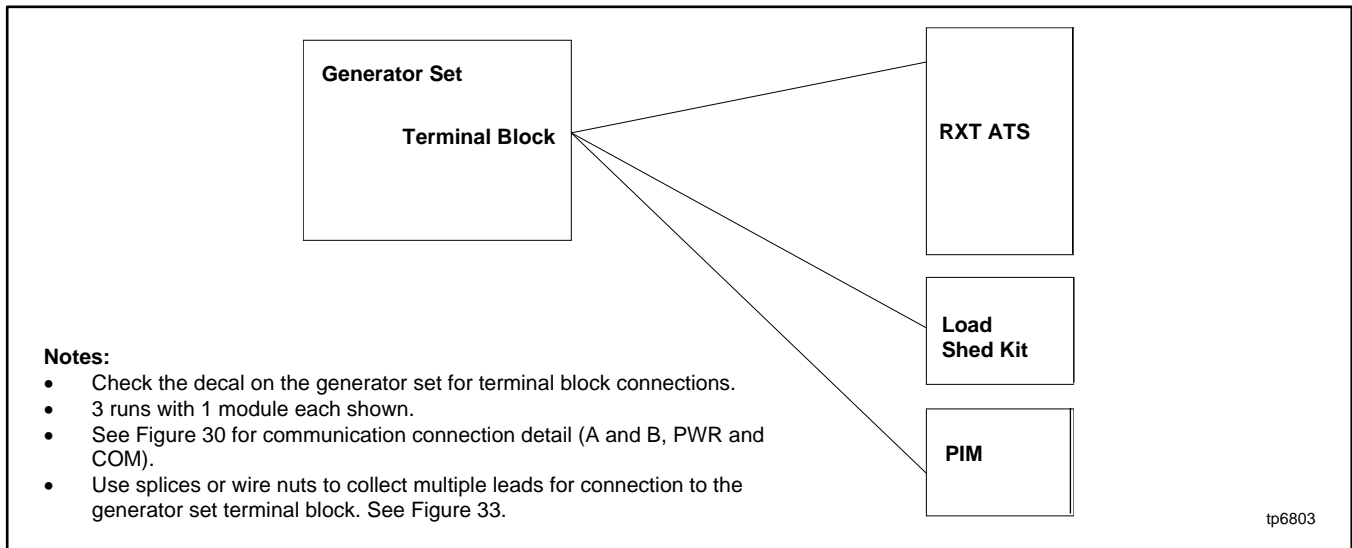 Generator Set
Terminal Block
RXT ATS
Load
Shed Kit
PIM
Notes:
• Check the decal on the generator set for terminal block connections.
• 3 runs with 1 module each shown.
• See Figure 30 for communication connection detail (A and B, PWR and
COM).
• Use splices or wire nuts to collect multiple leads for connection to the
generator set terminal block. See Figure 33.
tp6803